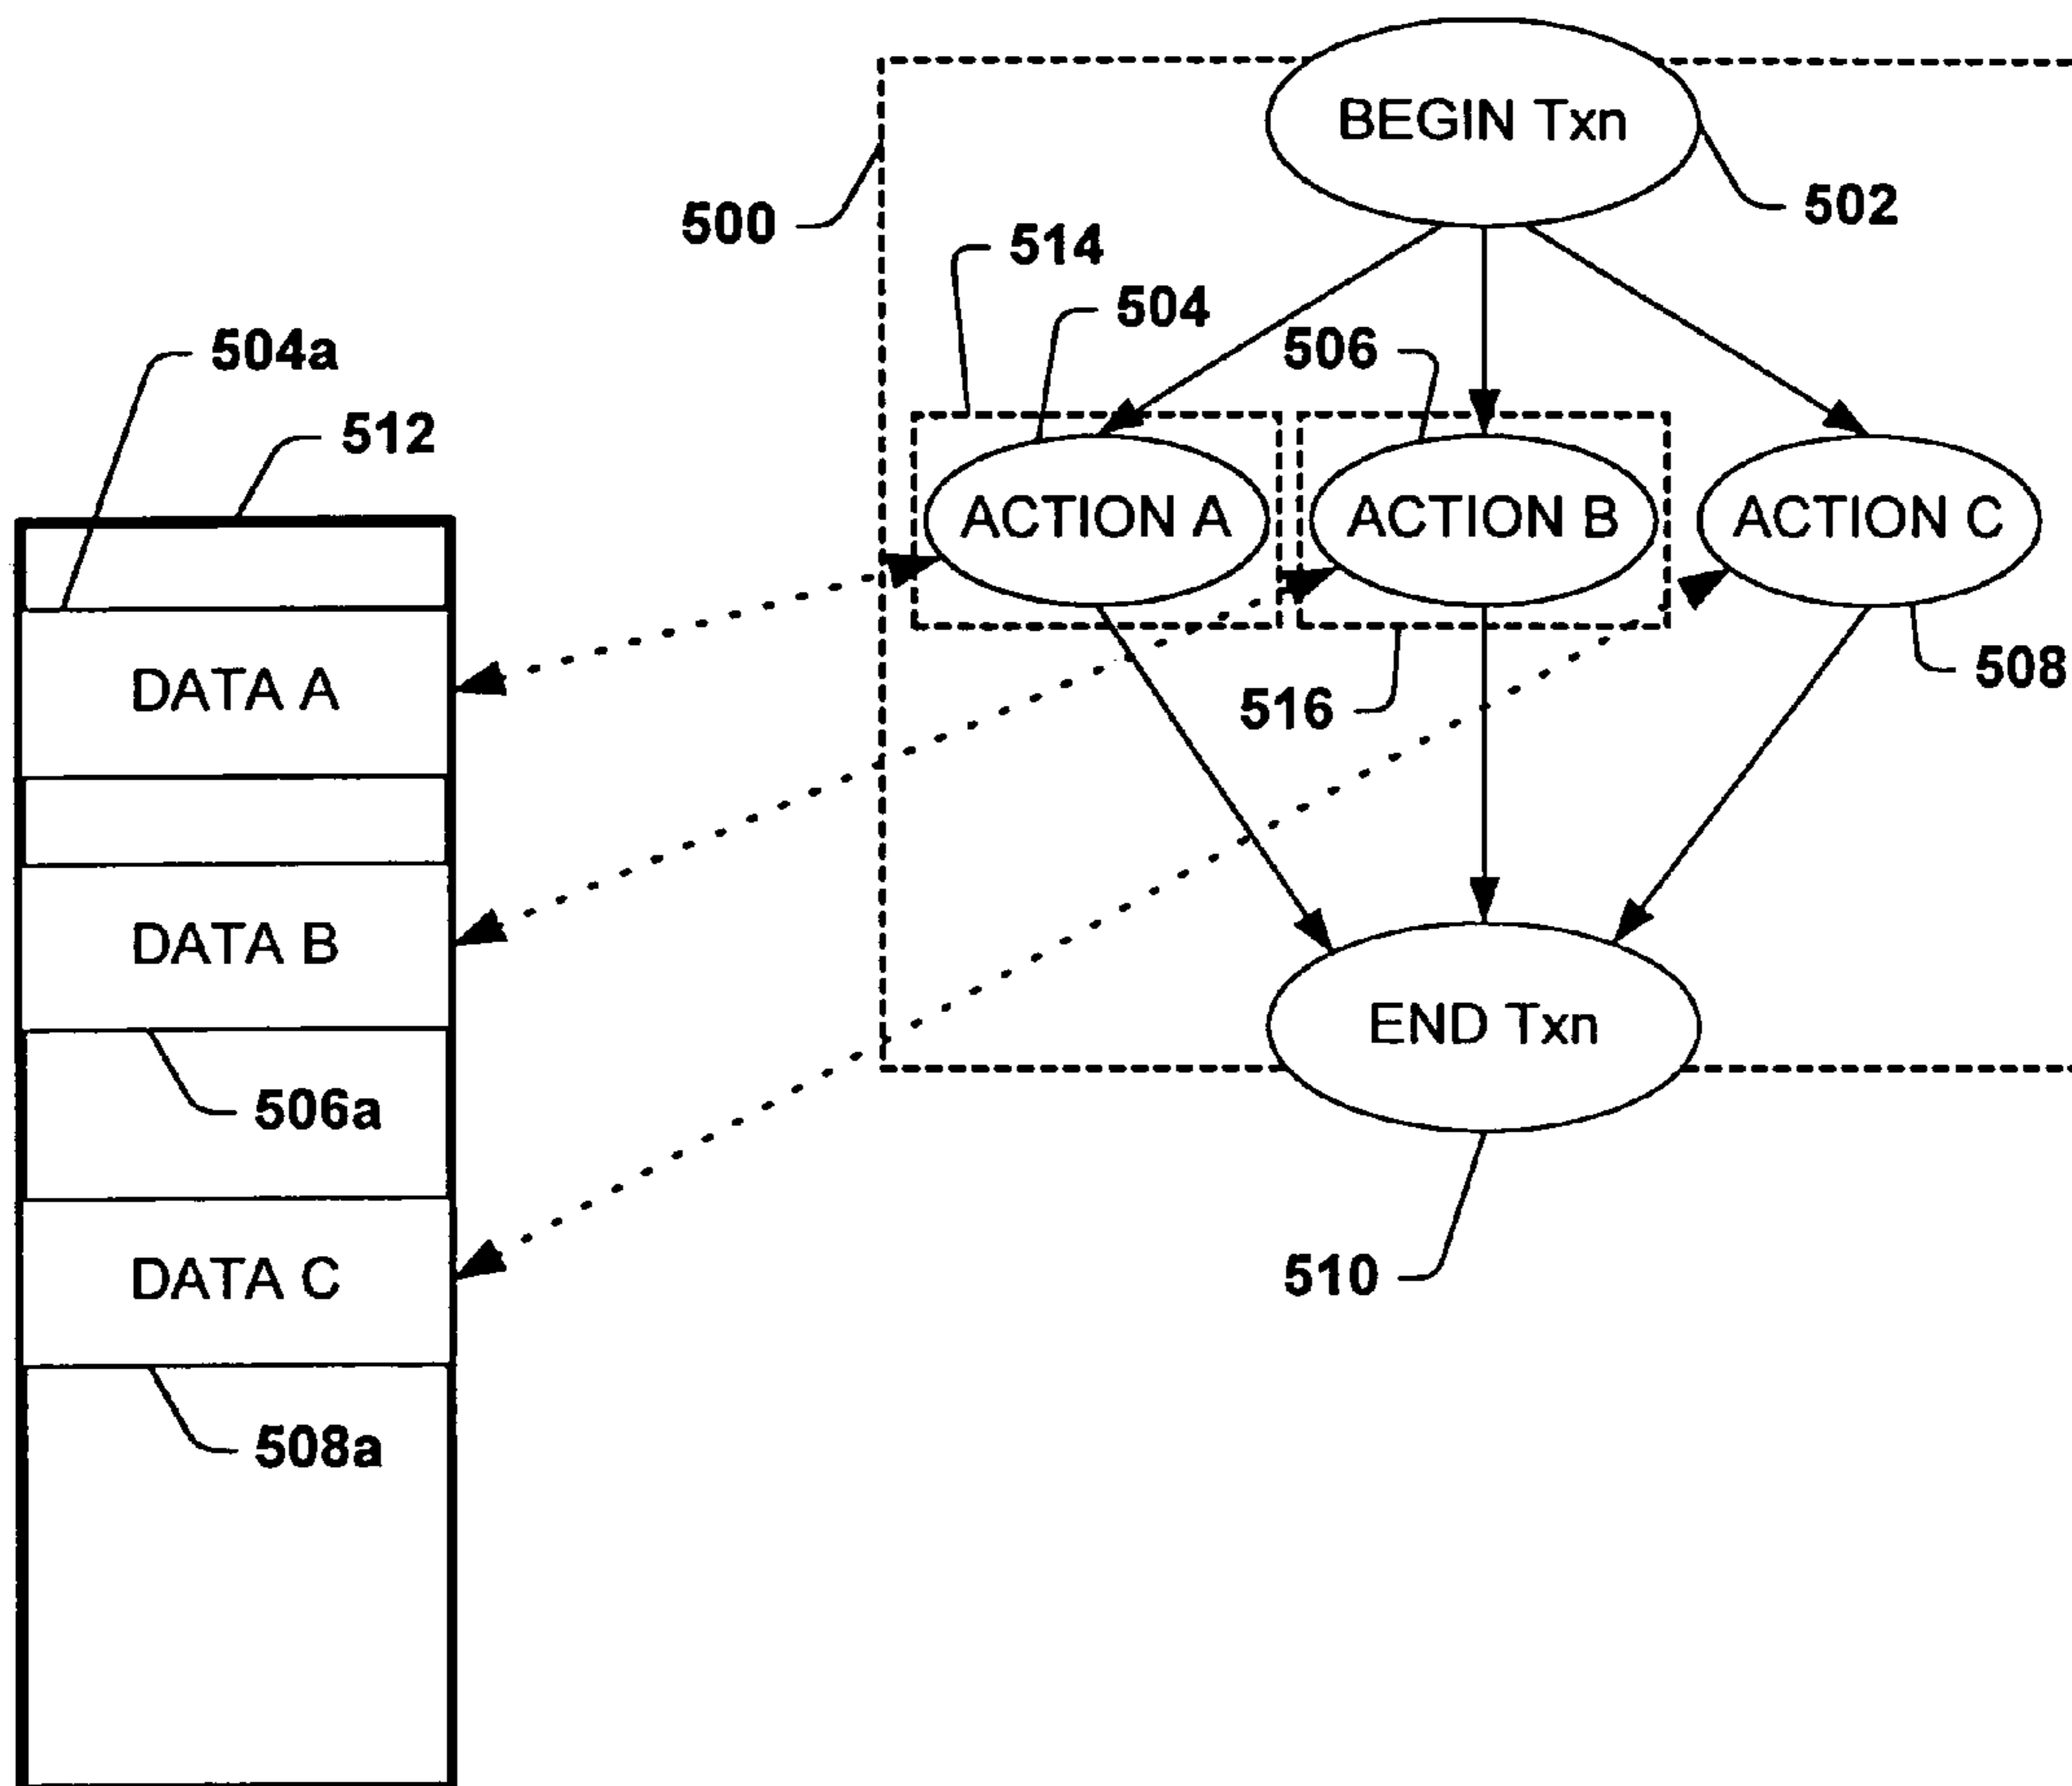 BEGIN Txn
500
502
514
504
504a
506
512
ACTION A
ACTION B
ACTION C
DATA A
508
516
DATA B
END Txn
506a
DATA C
510
508a